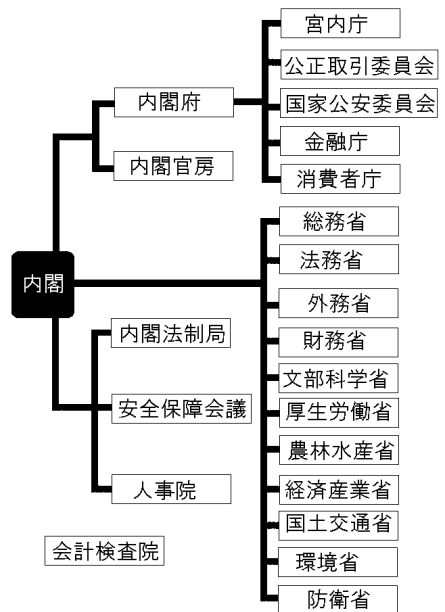 宮内庁
公正取引委員会
内閣府
国家公安委員会
金融庁
内閣官房
消費者庁
総務省
法務省
内閣
外務省
内閣法制局
財務省
文部科学省
安全保障会議
厚生労働省
農林水産省
人事院
経済産業省
国土交通省
会計検査院
環境省
防衛省